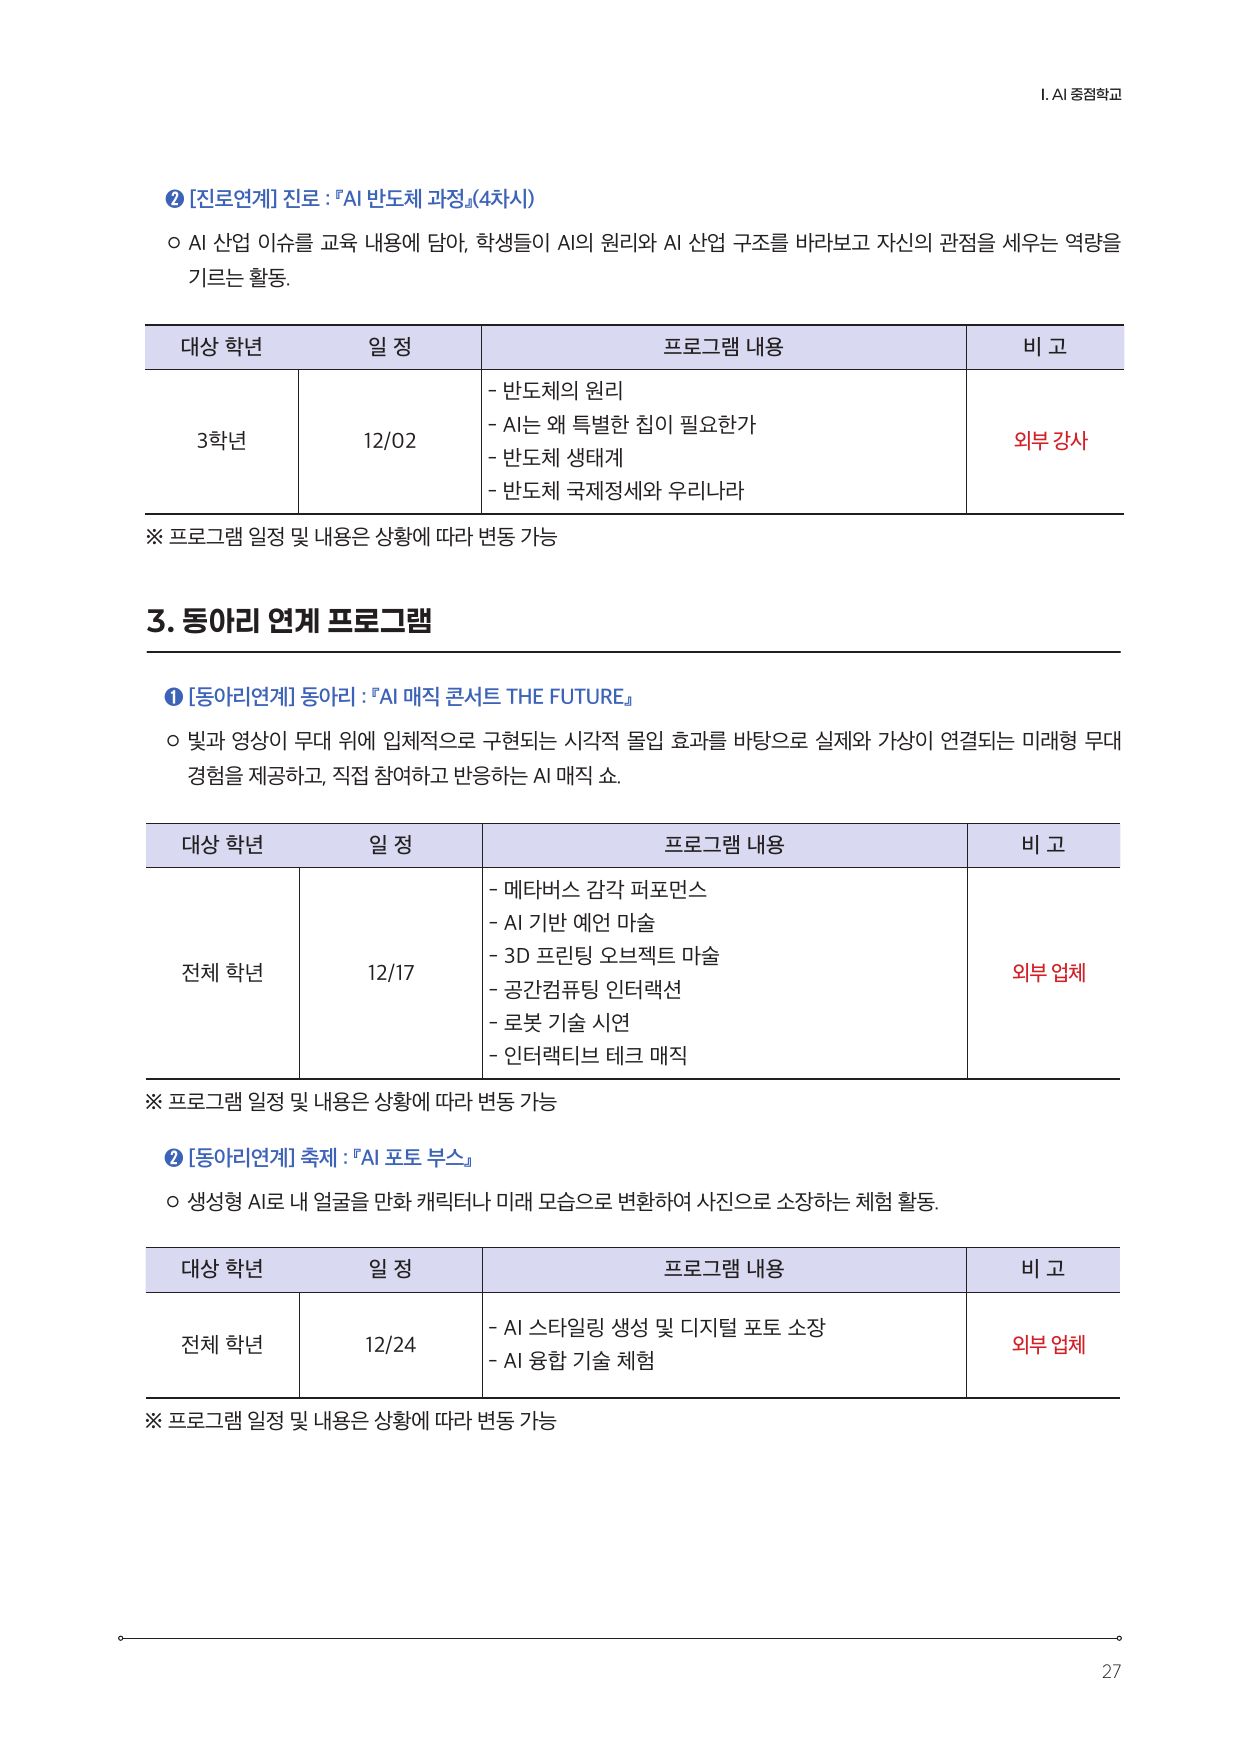 Ⅰ. AI 중점학교
❷ [진로연계] 진로 : 『AI 반도체 과정』(4차시)
○ AI 산업 이슈를 교육 내용에 담아, 학생들이 AI의 원리와 AI 산업 구조를 바라보고 자신의 관점을 세우는 역량을
기르는 활동.
대상 학년 일 정 프로그램 내용 비 고
3학년 12/02 외부 강사
- 반도체의 원리
- AI는 왜 특별한 칩이 필요한가
- 반도체 생태계
- 반도체 국제정세와 우리나라
※ 프로그램 일정 및 내용은 상황에 따라 변동 가능
3. 동아리 연계 프로그램
❶ [동아리연계] 동아리 : 『AI 매직 콘서트 THE FUTURE』
○ 빛과 영상이 무대 위에 입체적으로 구현되는 시각적 몰입 효과를 바탕으로 실제와 가상이 연결되는 미래형 무대
경험을 제공하고, 직접 참여하고 반응하는 AI 매직 쇼.
대상 학년 일 정 프로그램 내용 비 고
전체 학년 12/17 외부 업체
- 메타버스 감각 퍼포먼스
- AI 기반 예언 마술
- 3D 프린팅 오브젝트 마술
- 공간컴퓨팅 인터랙션
- 로봇 기술 시연
- 인터랙티브 테크 매직
※ 프로그램 일정 및 내용은 상황에 따라 변동 가능
❷ [동아리연계] 축제 : 『AI 포토 부스』
○ 생성형 AI로 내 얼굴을 만화 캐릭터나 미래 모습으로 변환하여 사진으로 소장하는 체험 활동.
대상 학년 일 정 프로그램 내용 비 고
전체 학년 12/24 외부 업체
- AI 스타일링 생성 및 디지털 포토 소장
- AI 융합 기술 체험
※ 프로그램 일정 및 내용은 상황에 따라 변동 가능
27